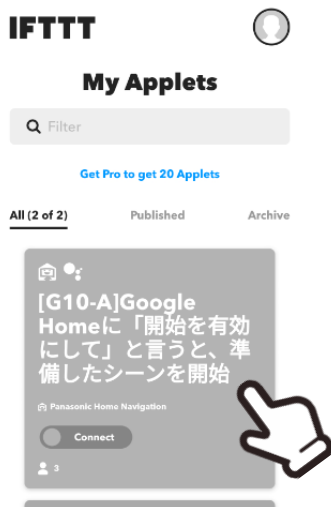 IFTTT
My Applets
Filter
Get Pro to get 20 Applets
All (2 of 2) Published Archive
[G10-A]Google
Homeに「開始を有効
にして」と言うと、準
備したシーンを開始
Panasonic Home Navigation
Connect
3